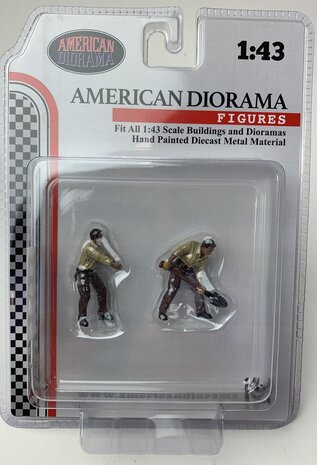 AMERICAN
DIORAMA
1:43
AMERICAN DIORAMA
FIGURES
Fit All 1:43 Scale Buildings and Dioramas
Hand Painted Diecast Metal Material